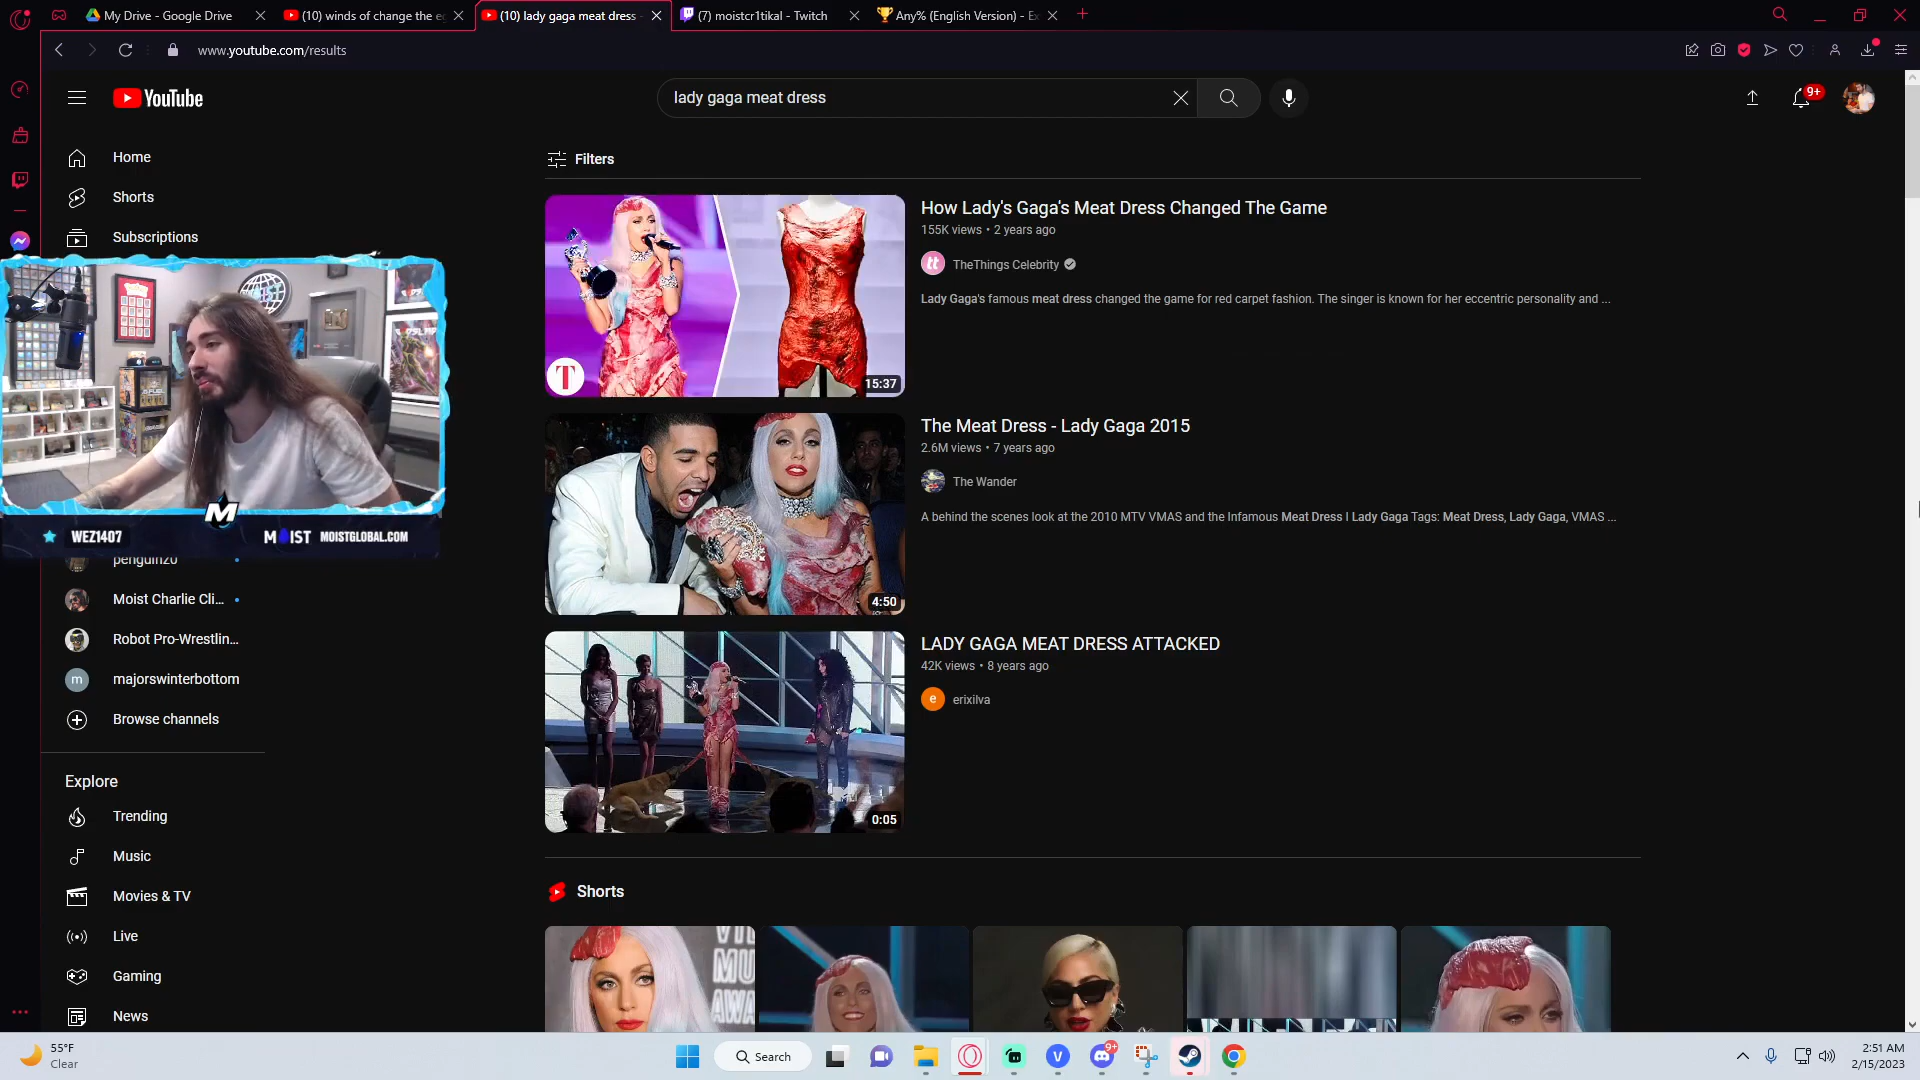 My Drive - Google Drive
(10) winds of change the e
(10) lady gaga meat dress -
(7) moistcr1tikal - Twitch
Any% (English Version) - Ex
www.youtube.com/results
YouTube
lady gaga meat dress
9+
Home
Shorts
Subscriptions
WEZ1407
M
MOIST
MOISTGLOBAL.COM
penguinz0
Moist Charlie Cli...
Robot Pro-Wrestlin...
m
majorswinterbottom
Browse channels
Explore
Trending
Music
Movies & TV
Live
Gaming
News
Filters
T
15:37
How Lady's Gaga's Meat Dress Changed The Game
155K views • 2 years ago
tt
TheThings Celebrity
Lady Gaga's famous meat dress changed the game for red carpet fashion. The singer is known for her eccentric personality and ...
4:50
The Meat Dress - Lady Gaga 2015
2.6M views • 7 years ago
The Wander
A behind the scenes look at the 2010 MTV VMAS and the Infamous Meat Dress l Lady Gaga Tags: Meat Dress, Lady Gaga, VMAS ...
0:05
LADY GAGA MEAT DRESS ATTACKED
42K views • 8 years ago
e
erixilva
Shorts
55°F
Clear
Search
V
9+
2:51 AM
2/15/2023